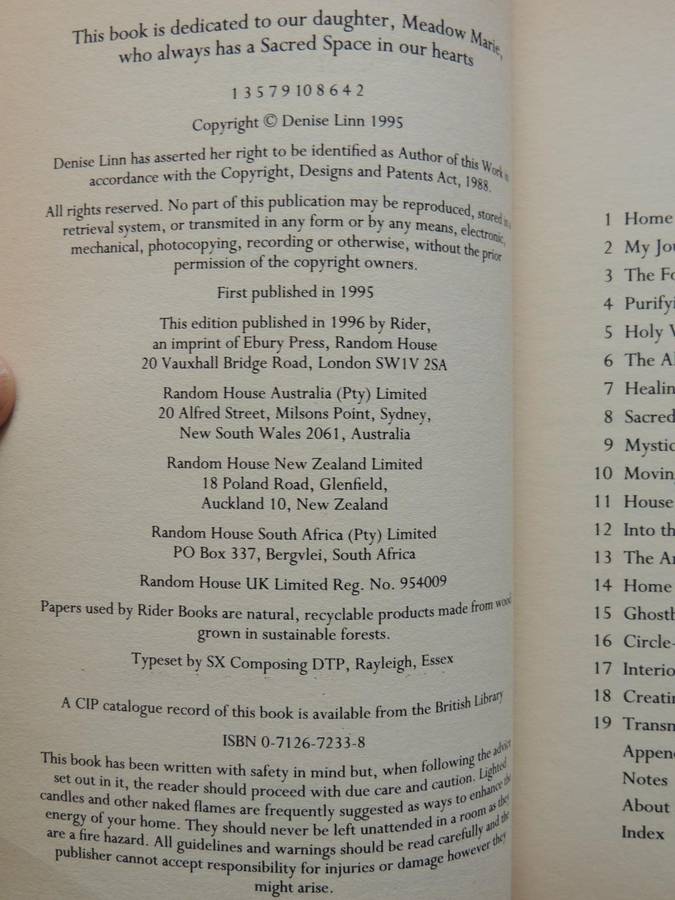 This book is dedicated to our daughter, Meadow Marie,
who always has a Sacred Space in our hearts
1 3 5 7 9 10 8 6 4 2
Copyright © Denise Linn 1995
Denise Linn has asserted her right to be identified as Author of this Work in
accordance with the Copyright, Designs and Patents Act, 1988.
All rights reserved. No part of this publication may be reproduced, stored in a
retrieval system, or transmited in any form or by any means, electronic,
mechanical, photocopying, recording or otherwise, without the prior
permission of the copyright owners.
First published in 1995
This edition published in 1996 by Rider,
an imprint of Ebury Press, Random House
20 Vauxhall Bridge Road, London SW1V 2SA
Random House Australia (Pty) Limited
20 Alfred Street, Milsons Point, Sydney,
New South Wales 2061, Australia
Random House New Zealand Limited
18 Poland Road, Glenfield,
Auckland 10, New Zealand
Random House South Africa (Pty) Limited
PO Box 337, Bergvlei, South Africa
Random House UK Limited Reg. No. 954009
Papers used by Rider Books are natural, recyclable products made from wood
grown in sustainable forests.
Typeset by SX Composing DTP, Rayleigh, Essex
A CIP catalogue record of this book is available from the British Library
ISBN 0-7126-7233-8
This book has been written with safety in mind but, when following the advice
set out in it, the reader should proceed with due care and caution. Lighted
candles and other naked flames are frequently suggested as ways to enhance the
energy of your home. They should never be left unattended in a room as they
are a fire hazard. All guidelines and warnings should be read carefully and the
publisher cannot accept responsibility for injuries or damage however they
might arise.
1 Home
2 My Jou
3 The Fo
4 Purifyi
5 Holy W
6 The Al
7 Healin
8 Sacred
9 Mystic
10 Movin
11 House
12 Into th
13 The Ar
14 Home
15 Ghostb
16 Circle-
17 Interio
18 Creatin
19 Transm
Appen
Notes
About
Index